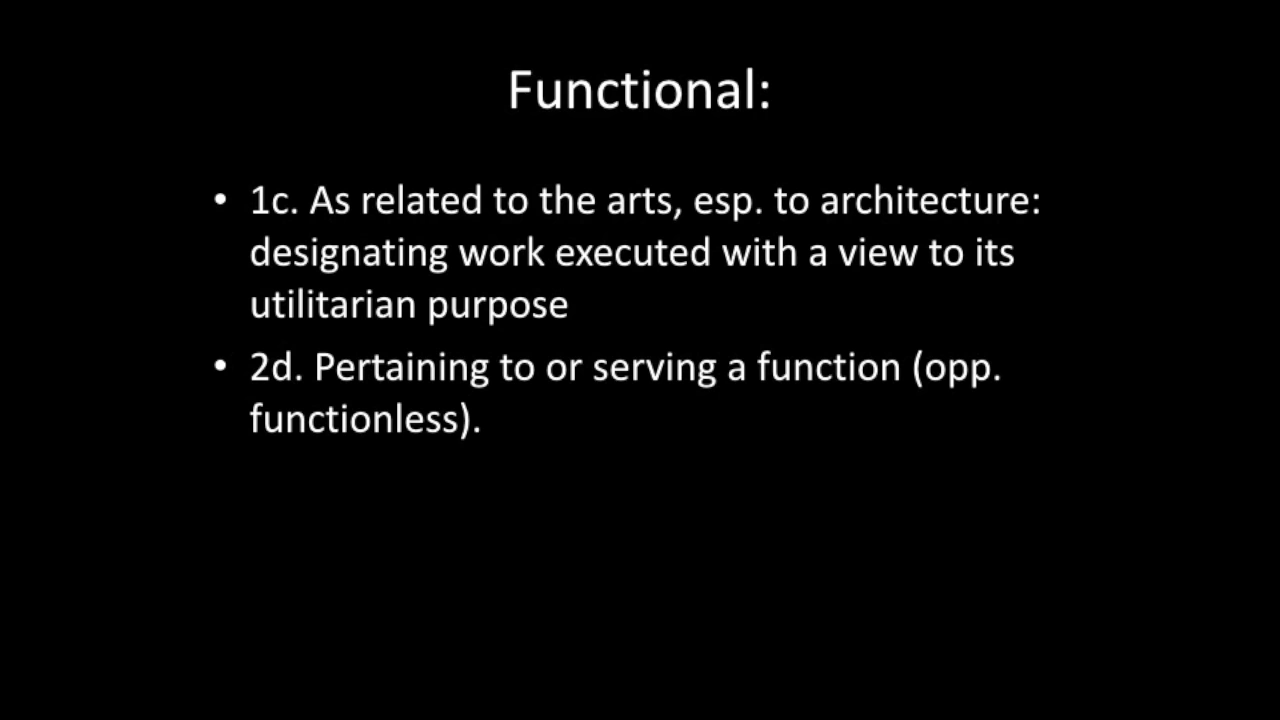 Functional:
• 1c. As related to the arts, esp. to architecture:
designating work executed with a view to its
utilitarian purpose
• 2d. Pertaining to or serving a function (opp.
functionless).